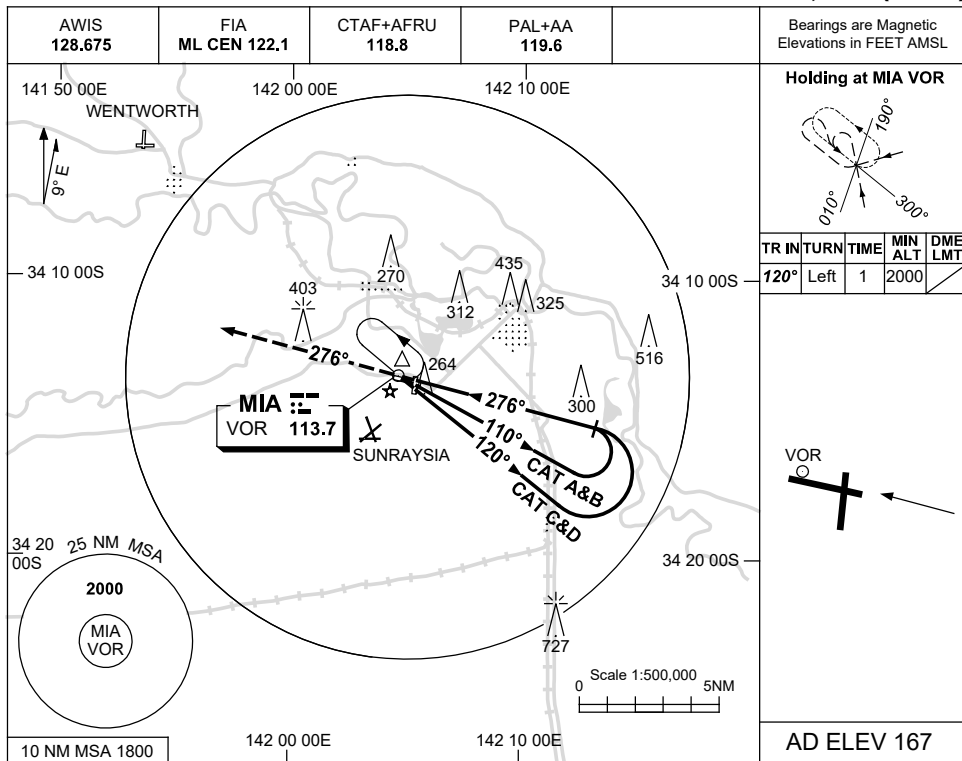 AWIS
128.675
FIA
ML CEN 122.1
CTAF+AFRU
118.8
PAL+AA
119.6
Bearings are Magnetic
Elevations in FEET AMSL
141 50 00E
142 00 00E
142 10 00E
WENTWORTH
9° E
34 10 00S
34 10 00S
403
270
312
435
325
516
264
300
276°
276°
110°
120°
CAT A&B
CAT C&D
MIA
VOR 113.7
SUNRAYSIA
34 20
00S
34 20 00S
25 NM MSA
2000
MIA
VOR
727
Scale 1:500,000
0
5NM
10 NM MSA 1800
142 00 00E
142 10 00E
Holding at MIA VOR
190°
010°
300°
TR IN TURN TIME MIN ALT DME LMT
120° Left 1 2000
VOR
AD ELEV 167